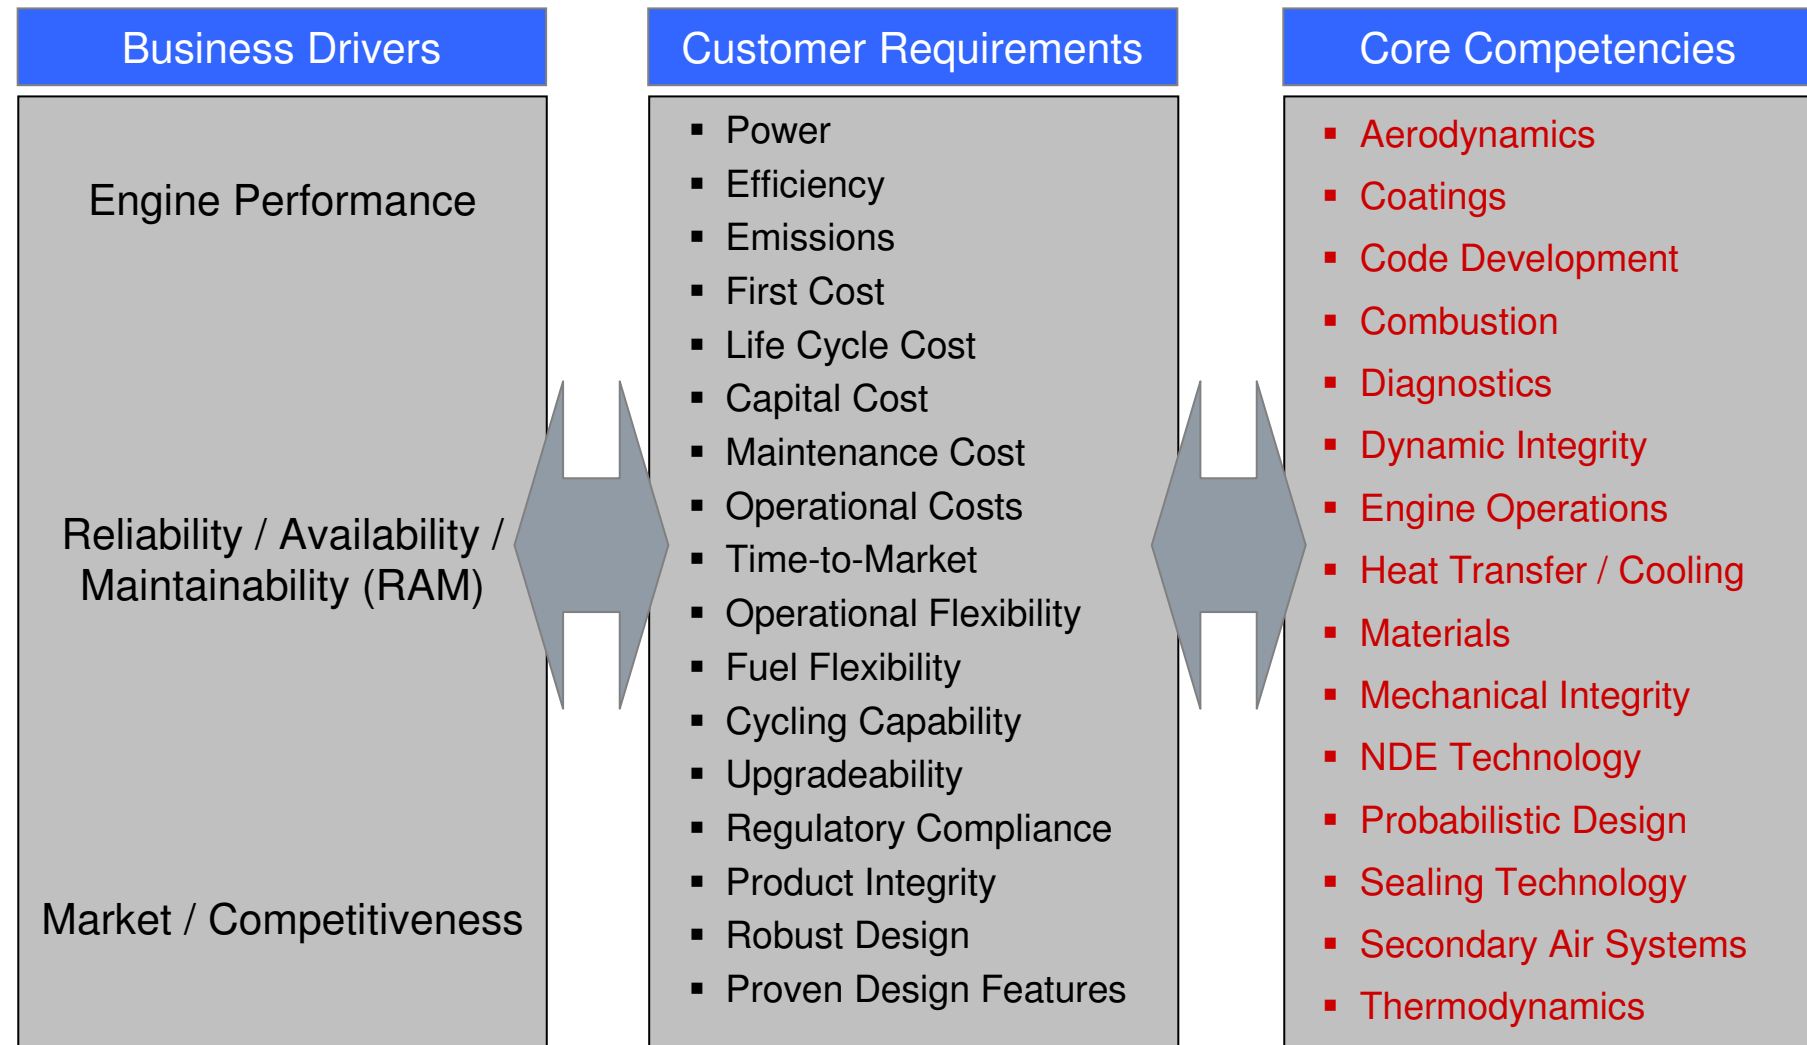 Business Drivers
Engine Performance
Reliability / Availability /
Maintainability (RAM)
Market / Competitiveness
Customer Requirements
▪ Power
▪ Efficiency
▪ Emissions
▪ First Cost
▪ Life Cycle Cost
▪ Capital Cost
▪ Maintenance Cost
▪ Operational Costs
▪ Time-to-Market
▪ Operational Flexibility
▪ Fuel Flexibility
▪ Cycling Capability
▪ Upgradeability
▪ Regulatory Compliance
▪ Product Integrity
▪ Robust Design
▪ Proven Design Features
Core Competencies
▪ Aerodynamics
▪ Coatings
▪ Code Development
▪ Combustion
▪ Diagnostics
▪ Dynamic Integrity
▪ Engine Operations
▪ Heat Transfer / Cooling
▪ Materials
▪ Mechanical Integrity
▪ NDE Technology
▪ Probabilistic Design
▪ Sealing Technology
▪ Secondary Air Systems
▪ Thermodynamics